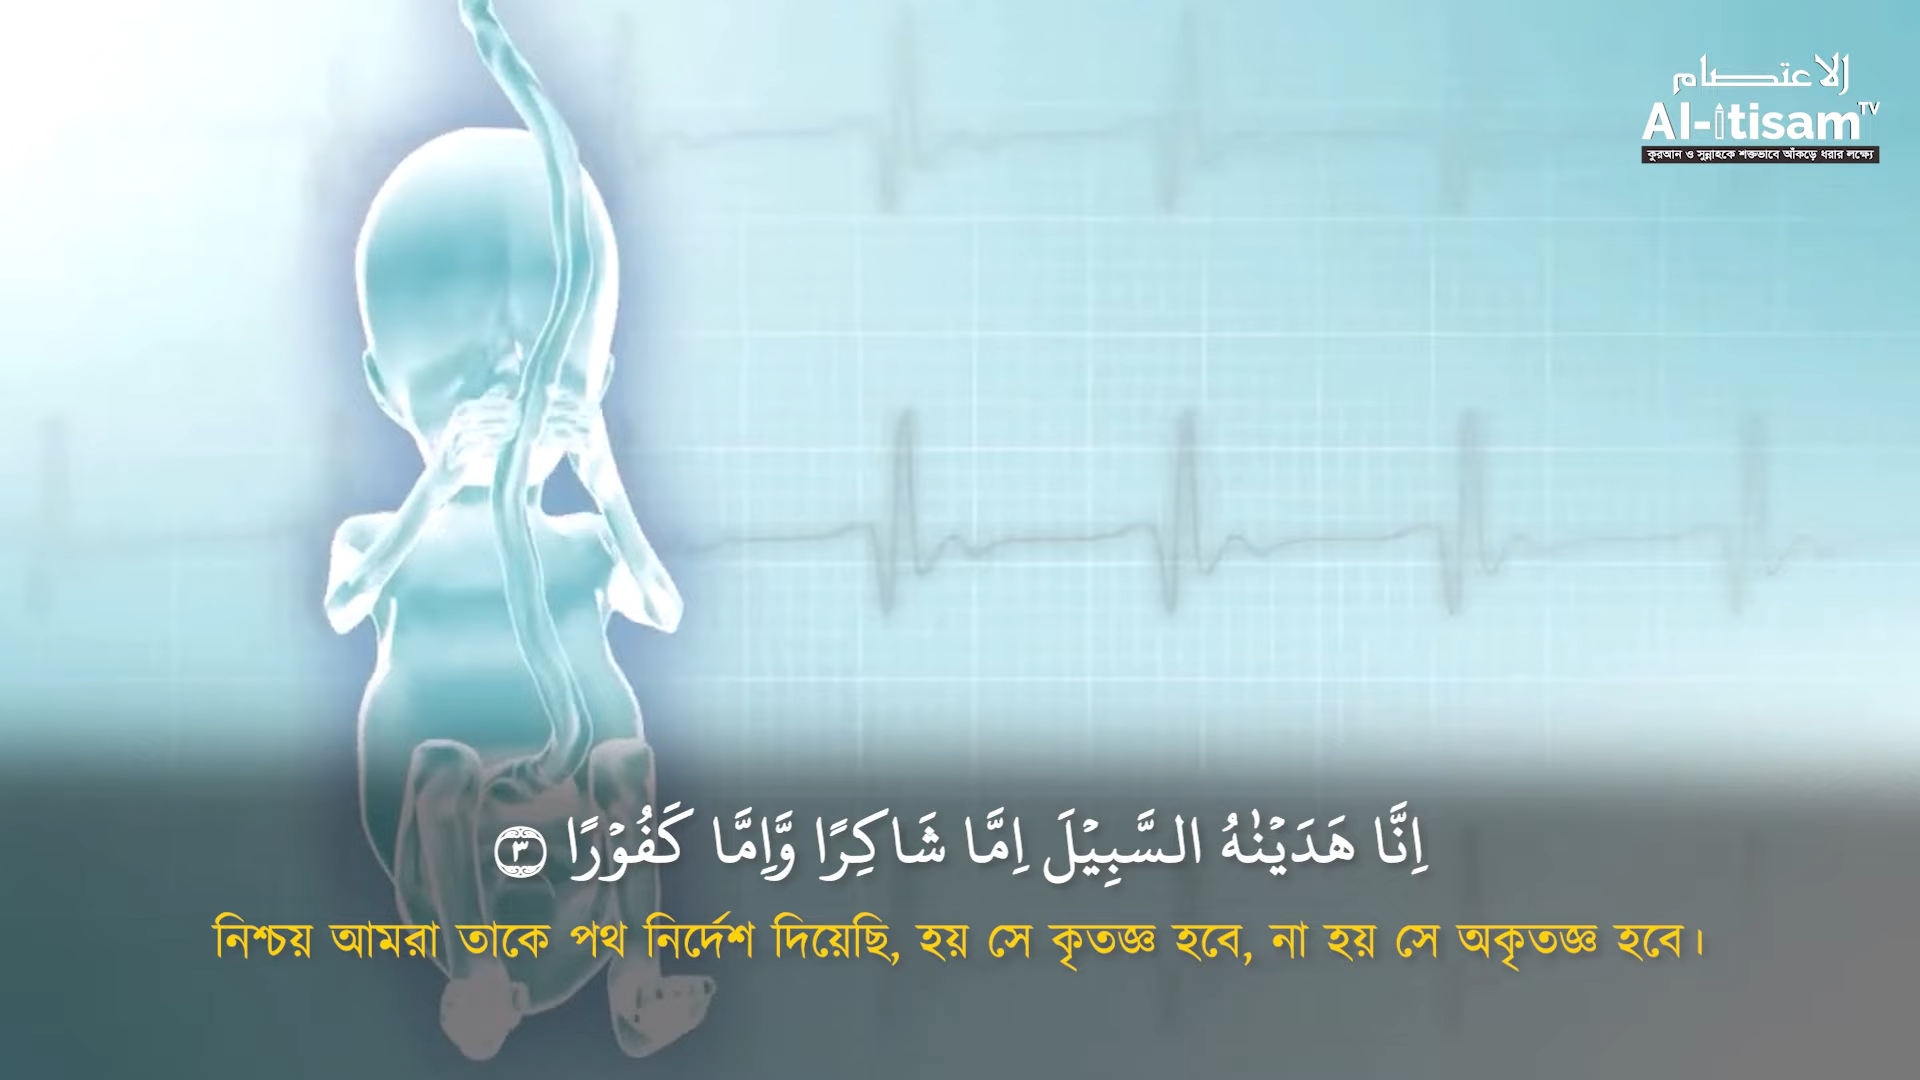 الاعتصام
Al-itisam TV
কুরআন ও সুন্নাহকে শক্তভাবে আঁকড়ে ধরার লক্ষ্যে
اِنَّا هَدَيْنٰهُ السَّبِيْلَ اِمَّا شَاكِرًا وَّاِمَّا كَفُوْرًا ۝٣
নিশ্চয় আমরা তাকে পথ নির্দেশ দিয়েছি, হয় সে কৃতজ্ঞ হবে, না হয় সে অকৃতজ্ঞ হবে।